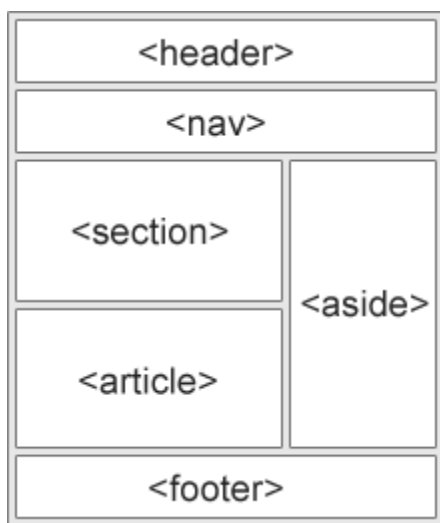 <header>
<nav>
<section>
<aside>
<article>
<footer>